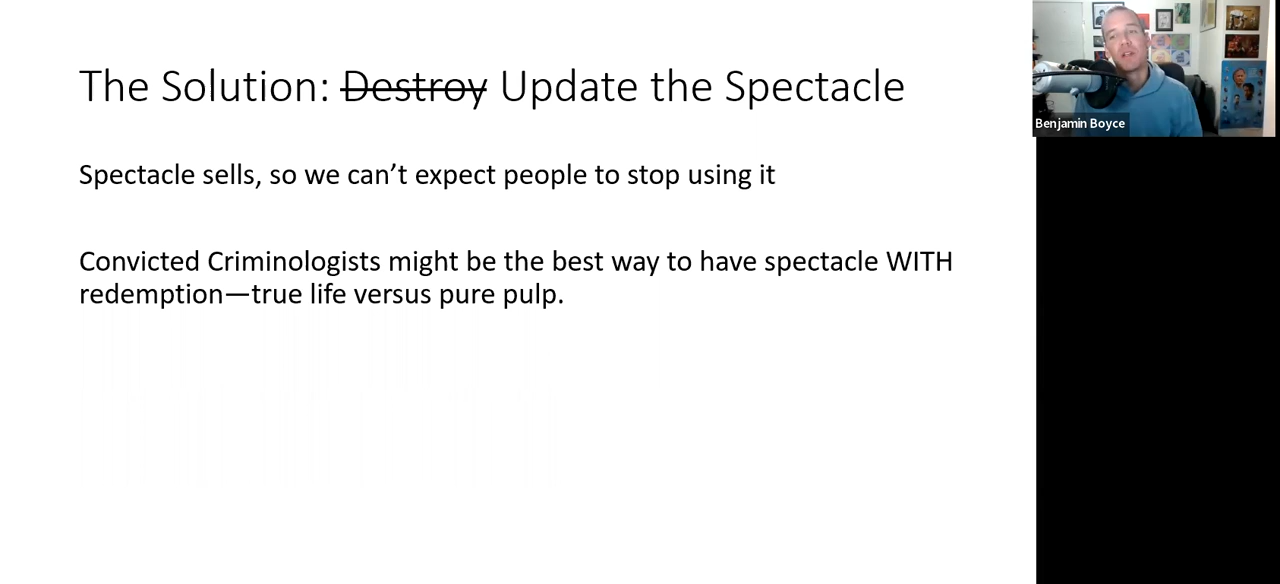 The Solution: Destroy Update the Spectacle
Benjamin Boyce
Spectacle sells, so we can’t expect people to stop using it
Convicted Criminologists might be the best way to have spectacle WITH
redemption—true life versus pure pulp.